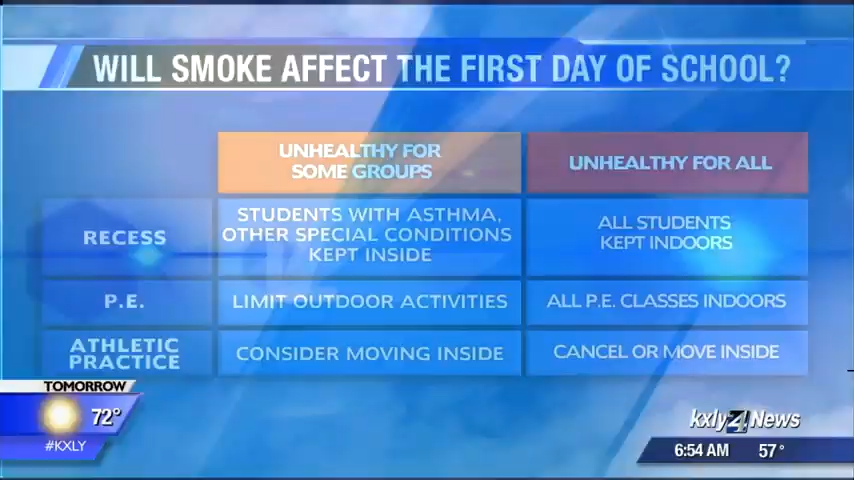 WILL SMOKE AFFECT THE FIRST DAY OF SCHOOL?
UNHEALTHY FOR
SOME GROUPS
UNHEALTHY FOR ALL
RECESS
STUDENTS WITH ASTHMA,
OTHER SPECIAL CONDITIONS
KEPT INSIDE
ALL STUDENTS
KEPT INDOORS
P.E.
LIMIT OUTDOOR ACTIVITIES
ALL P.E. CLASSES INDOORS
ATHLETIC
PRACTICE
CONSIDER MOVING INSIDE
CANCEL OR MOVE INSIDE
TOMORROW
72°
#KXLY
kxly4News
6:54 AM 57°